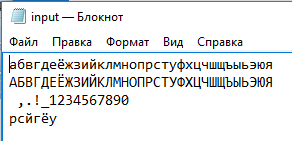 input — Блокнот
Файл Правка Формат Вид Справка
абвгдеёжзийклмнопрстуфхцчшщъыьэюя
АБВГДЕЁЖЗИЙКЛМНОПРСТУФХЦЧШЩЪЫЬЭЮЯ
 ,.!_1234567890
рсйгёу